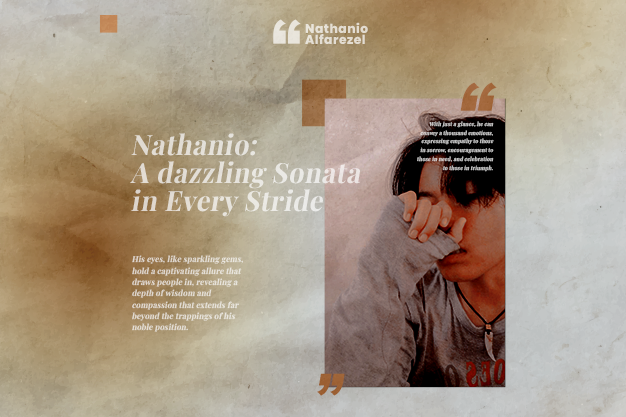 Nathanio
Alfarezel
Nathanio:
A dazzling Sonata
in Every Stride
With just a glance, he can
convey a thousand emotions,
expressing empathy to those
in sorrow, encouragement to
those in need, and celebration
to those in triumph.
His eyes, like sparkling gems,
hold a captivating allure that
draws people in, revealing a
depth of wisdom and
compassion that extends far
beyond the trappings of his
noble position.